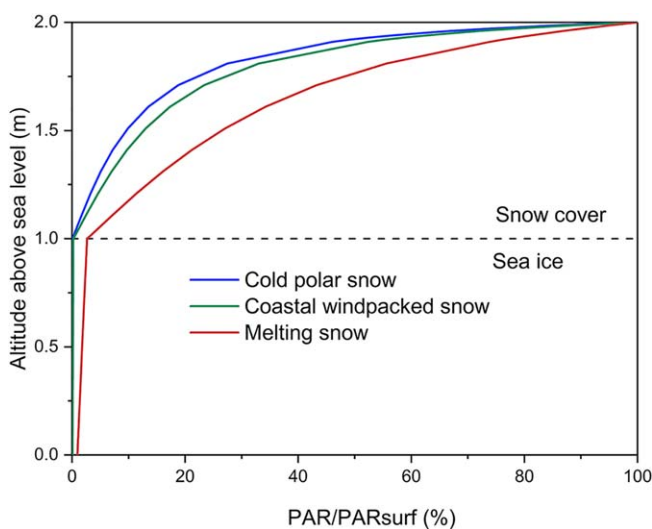 2.0
1.5
1.0
0.5
0.0
Altitude above sea level (m)
Snow cover
Sea ice
Cold polar snow
Coastal windpacked snow
Melting snow
0 20 40 60 80 100
PAR/PARsurf (%)